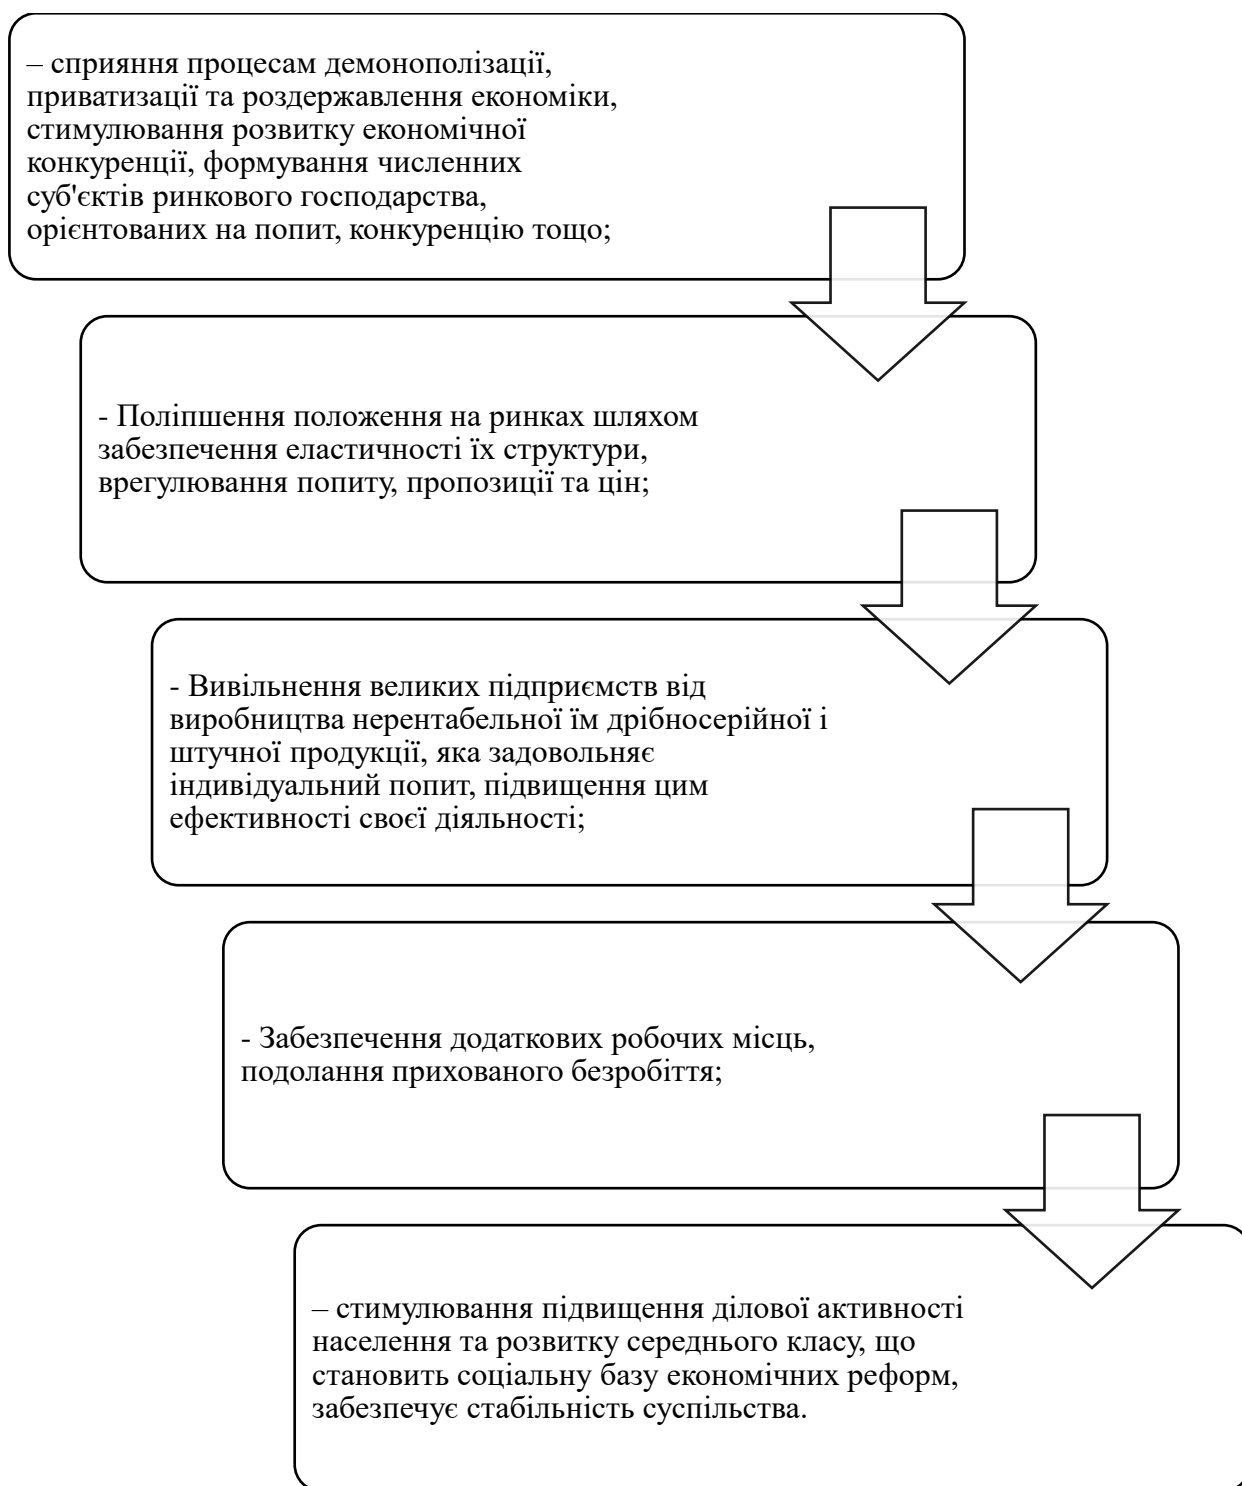 – сприяння процесам демонополізації,
приватизації та роздержавлення економіки,
стимулювання розвитку економічної
конкуренції, формування численних
суб'єктів ринкового господарства,
орієнтованих на попит, конкуренцію тощо;
- Поліпшення положення на ринках шляхом
забезпечення еластичності їх структури,
врегулювання попиту, пропозиції та цін;
- Вивільнення великих підприємств від
виробництва нерентабельної їм дрібносерійної і
штучної продукції, яка задовольняє
індивідуальний попит, підвищення цим
ефективності своєї діяльності;
- Забезпечення додаткових робочих місць,
подолання прихованого безробіття;
– стимулювання підвищення ділової активності
населення та розвитку середнього класу, що
становить соціальну базу економічних реформ,
забезпечує стабільність суспільства.